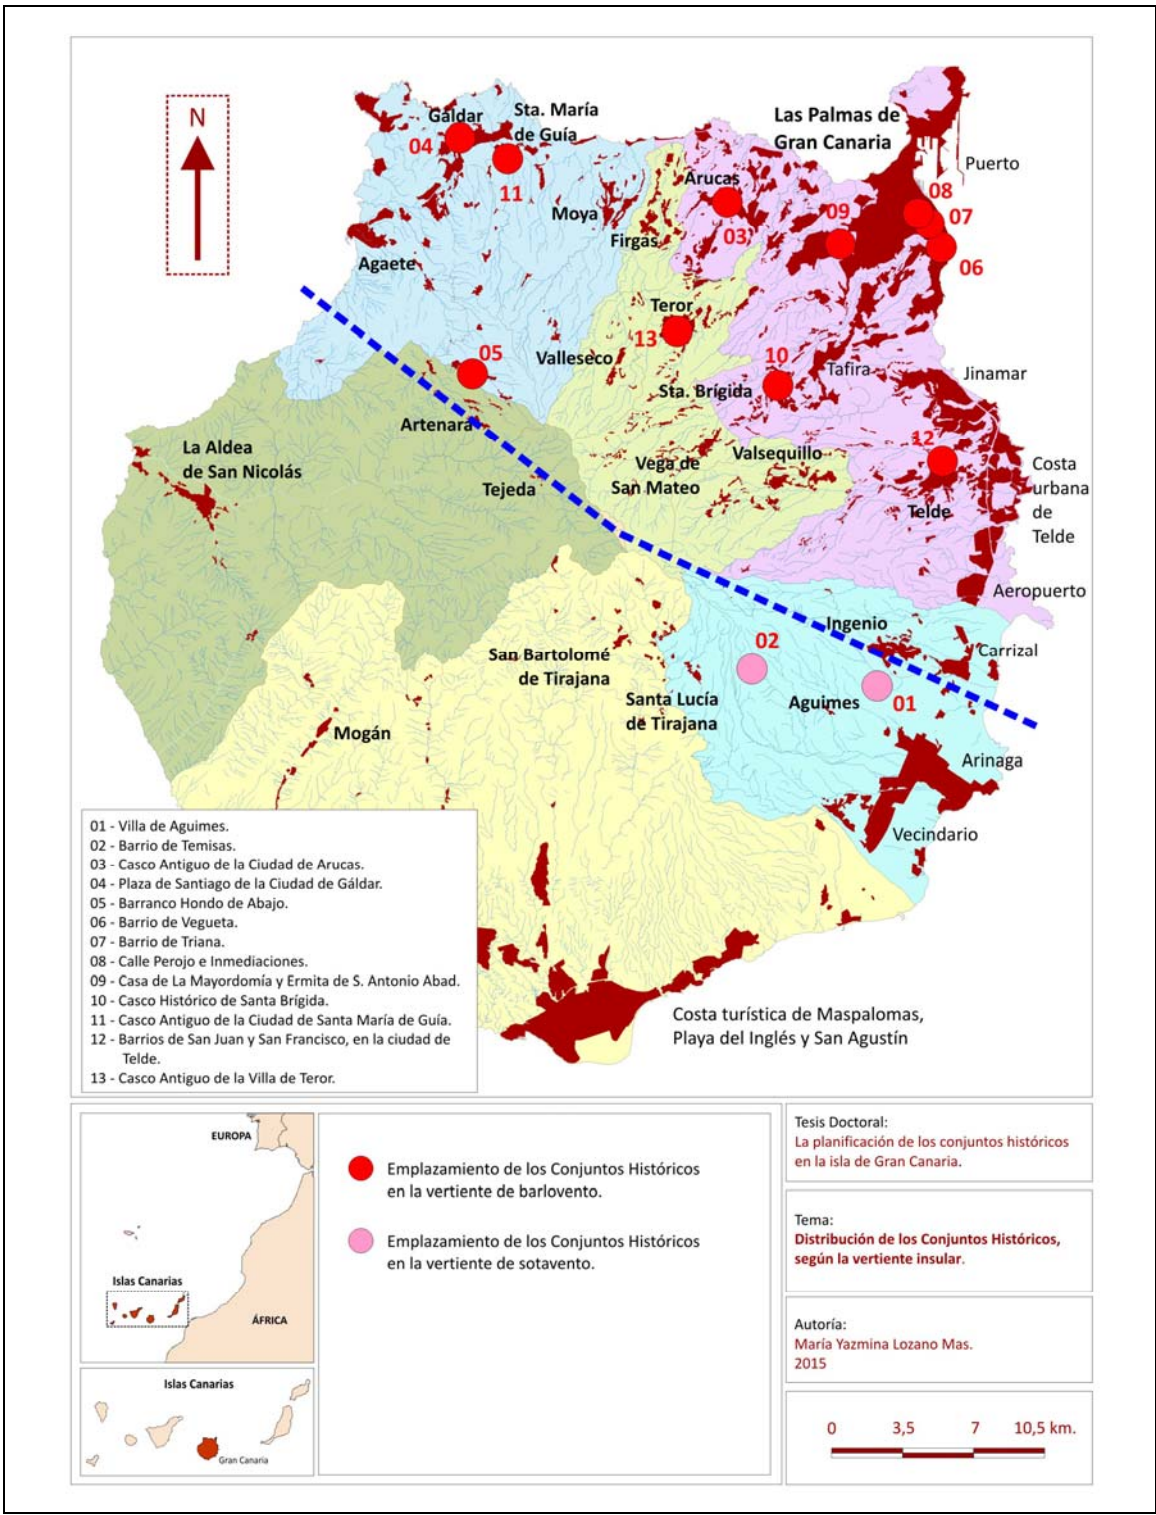 N
Gáldar
04
Sta. María
de Guía
11
Las Palmas de
Gran Canaria
Puerto
Arucas
03
09
08
07
06
Moya
Firgas
Agaete
Teror
13
05
Valleseco
10
Tafira
Sta. Brígida
Jinamar
Artenara
12
La Aldea
de San Nicolás
Vega de
San Mateo
Valsequillo
Tejeda
Telde
Costa
urbana
de
Telde
Aeropuerto
Ingenio
02
Carrizal
San Bartolomé
de Tirajana
Santa Lucía
de Tirajana
Aguimes
01
Mogán
Arinaga
Vecindario
01 - Villa de Aguimes.
02 - Barrio de Temisas.
03 - Casco Antiguo de la Ciudad de Arucas.
04 - Plaza de Santiago de la Ciudad de Gáldar.
05 - Barranco Hondo de Abajo.
06 - Barrio de Vegueta.
07 - Barrio de Triana.
08 - Calle Perojo e Inmediaciones.
09 - Casa de La Mayordomía y Ermita de S. Antonio Abad.
10 - Casco Histórico de Santa Brígida.
11 - Casco Antiguo de la Ciudad de Santa María de Guía.
12 - Barrios de San Juan y San Francisco, en la ciudad de
Telde.
13 - Casco Antiguo de la Villa de Teror.
Costa turística de Maspalomas,
Playa del Inglés y San Agustín
EUROPA
Islas Canarias
ÁFRICA
Islas Canarias
Gran Canaria
Emplazamiento de los Conjuntos Históricos
en la vertiente de barlovento.
Emplazamiento de los Conjuntos Históricos
en la vertiente de sotavento.
Tesis Doctoral:
La planificación de los conjuntos históricos
en la isla de Gran Canaria.
Tema:
Distribución de los Conjuntos Históricos,
según la vertiente insular.
Autoría:
María Yazmina Lozano Mas.
2015
0 3,5 7 10,5 km.